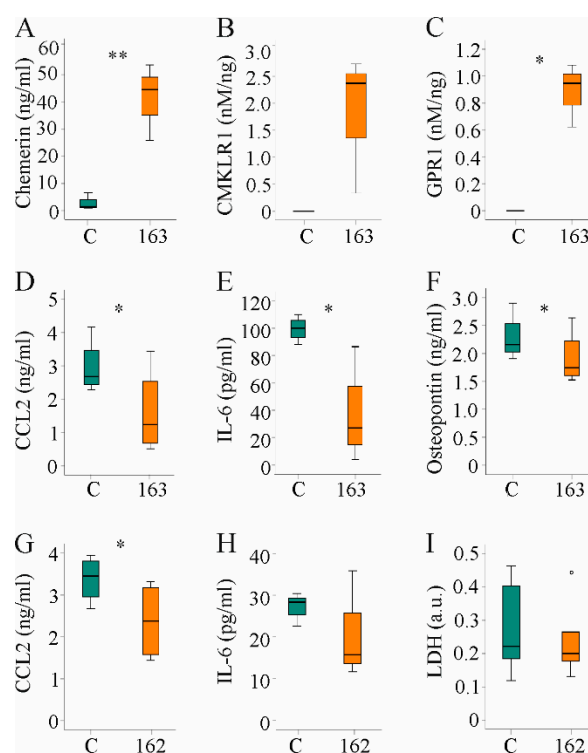 A
Chemerin (ng/ml)
60
50
40
30
20
10
0
**
C
163
B
CMKLR1 (nM/ng)
3.0
2.5
2.0
1.5
1.0
0.5
0
C
163
C
GPR1 (nM/ng)
1.2
1.0
0.8
0.6
0.4
0.2
0
*
C
163
D
CCL2 (ng/ml)
5
4
3
2
1
0
*
C
163
E
IL-6 (pg/ml)
120
100
80
60
40
20
0
*
C
163
F
Osteopontin (ng/ml)
3.0
2.5
2.0
1.5
1.0
0.5
0
*
C
163
G
CCL2 (ng/ml)
4
3
2
1
0
*
C
162
H
IL-6 (pg/ml)
40
30
20
10
0
C
162
I
LDH (a.u.)
0.5
0.4
0.3
0.2
0.1
0
C
162